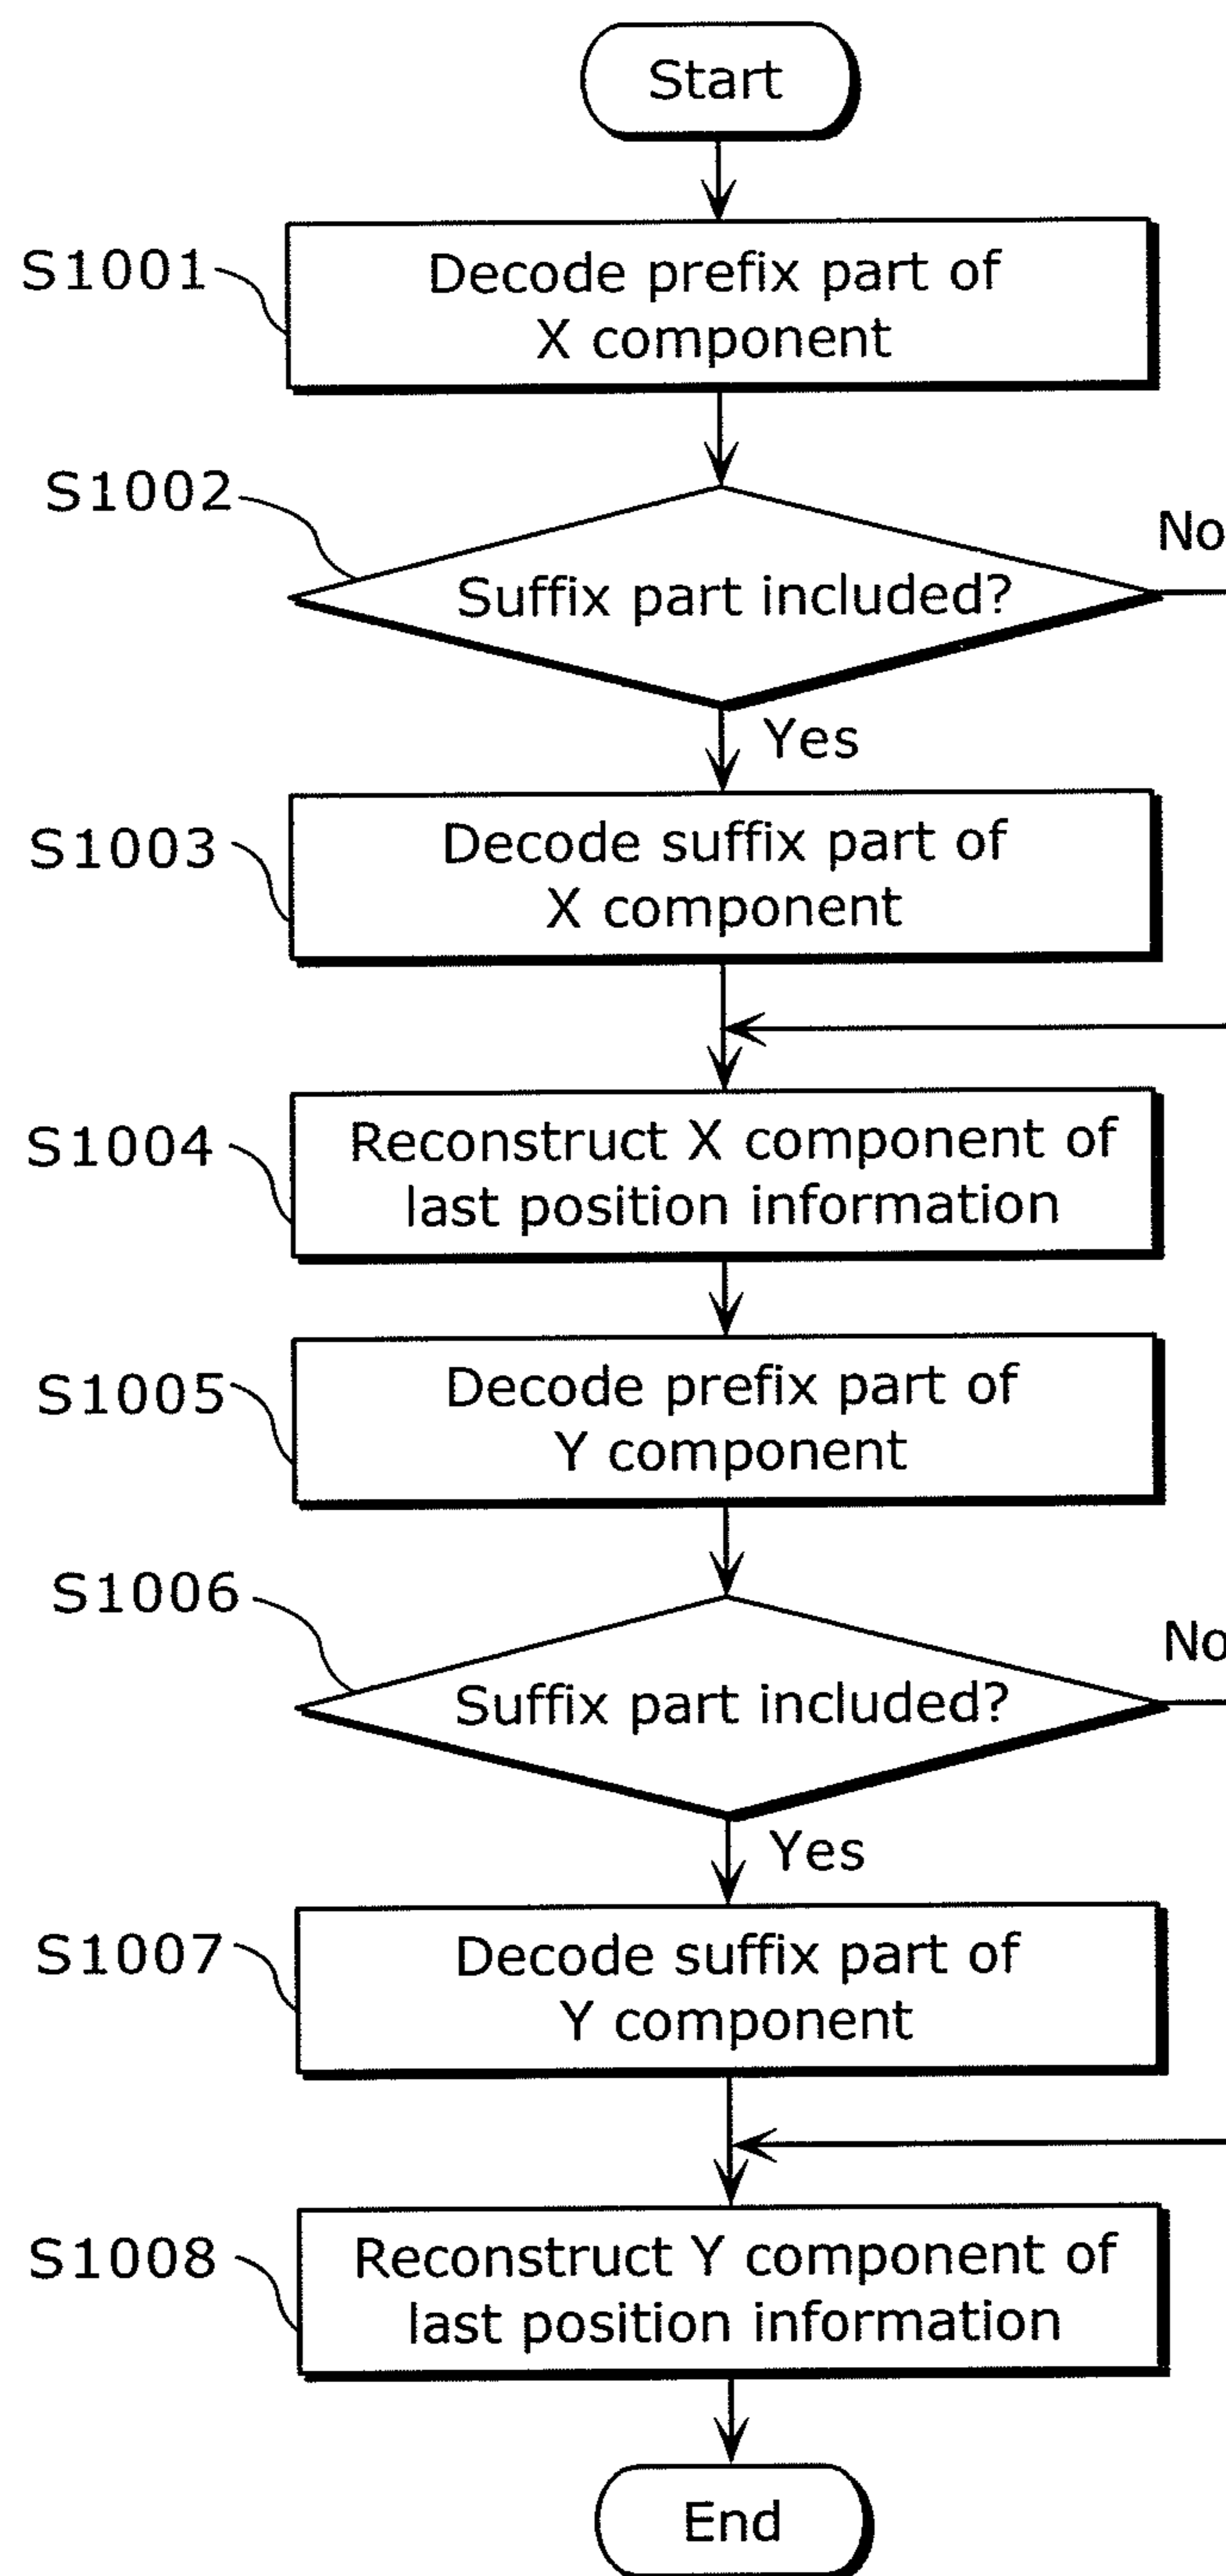 Start
S1001
Decode prefix part of
X component
S1002
No
Suffix part included?
Yes
S1003
Decode suffix part of
X component
S1004
Reconstruct X component of
last position information
S1005
Decode prefix part of
Y component
S1006
No
Suffix part included?
Yes
S1007
Decode suffix part of
Y component
S1008
Reconstruct Y component of
last position information
End